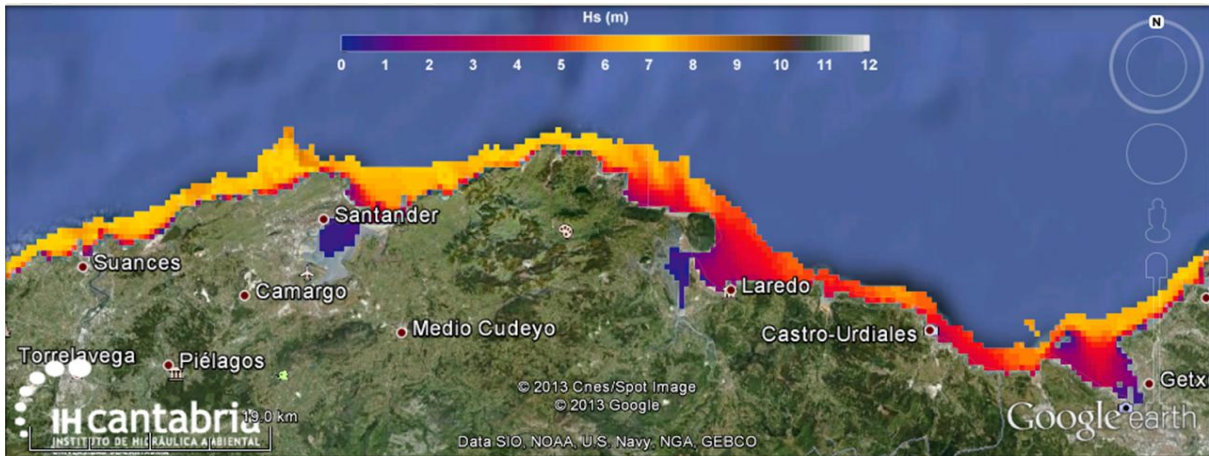 Hs (m)
0 1 2 3 4 5 6 7 8 9 10 11 12
N
Santander
Suances
Camargo
Laredo
Medio Cudeyo
Castro-Urdiales
Torrelavega
Piélagos
Getx
© 2013 Cnes/Spot Image
© 2013 Google
IH cantabria
19.0 km
INSTITUTO DE HIDRÁULICA AMBIENTAL
Google earth
Data SIO, NOAA, U.S. Navy, NGA, GEBCO